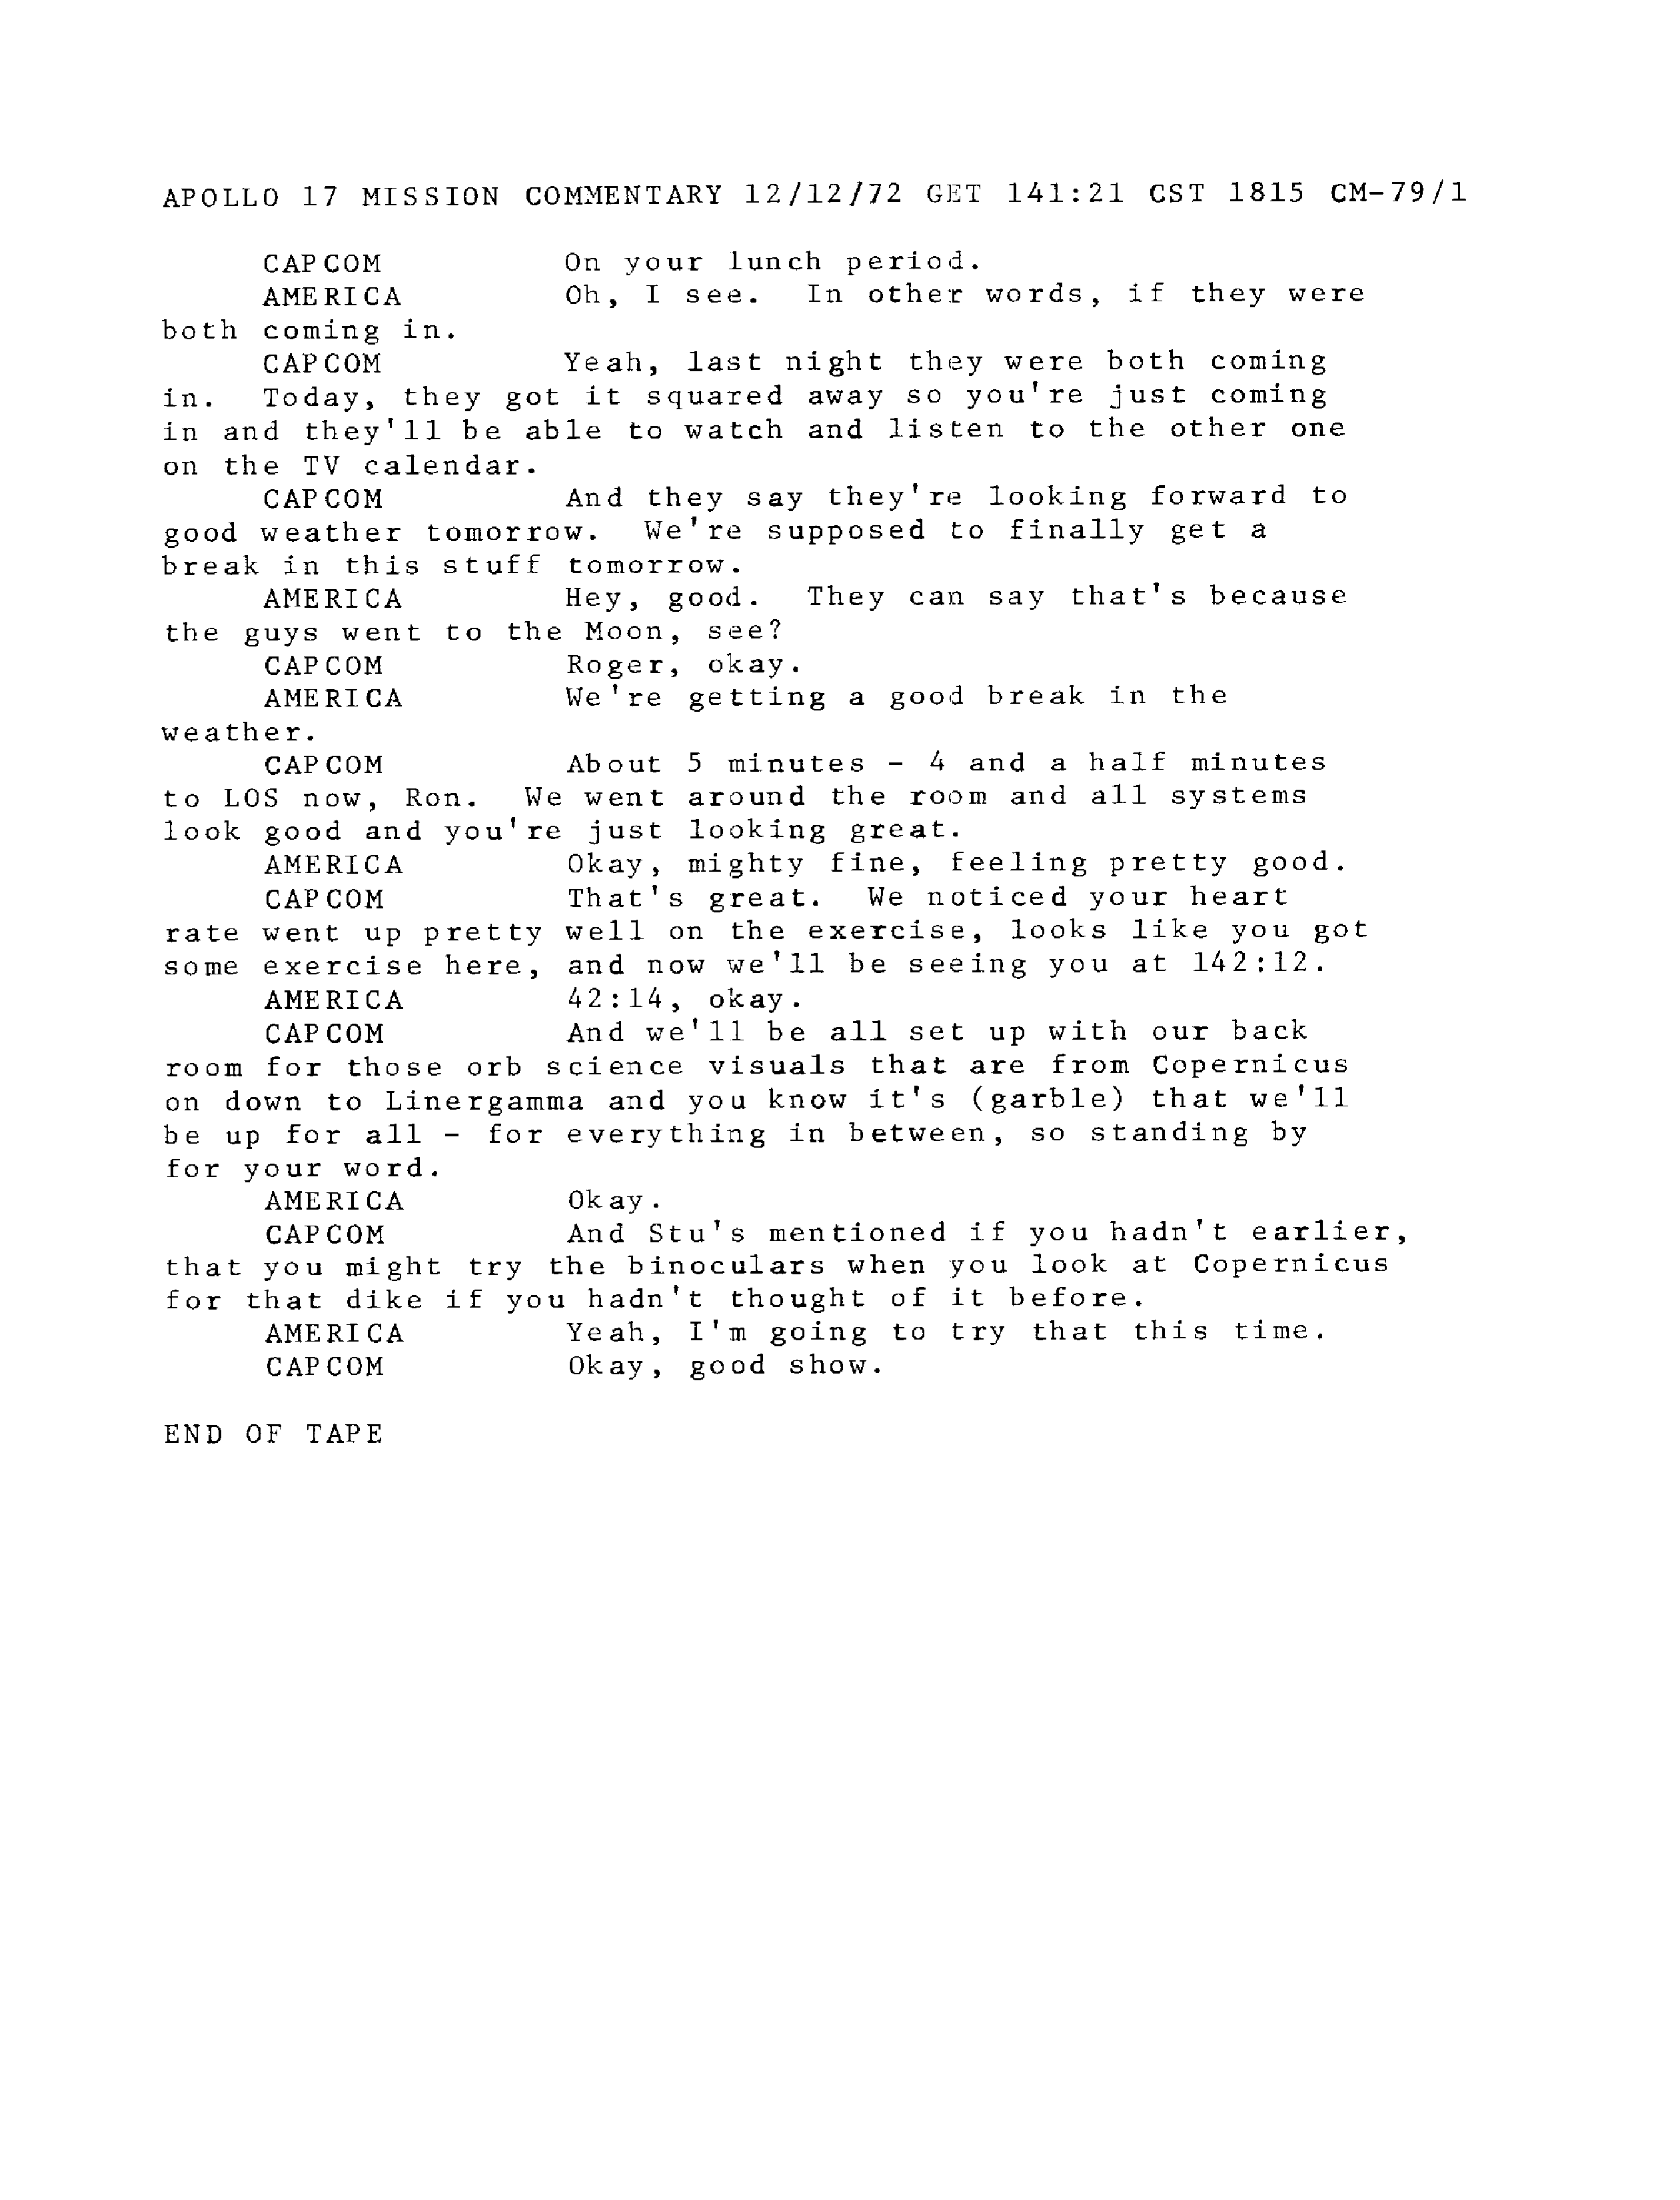 APOLLO 17 MISSION COMMENTARY 12/12/72 GET 141:21 CST 1815 CM-79/1
CAPCOM On your lunch period.
AMERICA Oh, I see. In other words, if they were
both coming in.
CAPCOM Yeah, last night they were both coming
in. Today, they got it squared away so you're just coming
in and they'll be able to watch and listen to the other one
on the TV calendar.
CAPCOM And they say they're looking forward to
good weather tomorrow. We're supposed to finally get a
break in this stuff tomorrow.
AMERICA Hey, good. They can say that's because
the guys went to the Moon, see?
CAPCOM Roger, okay.
AMERICA We're getting a good break in the
weather.
CAPCOM About 5 minutes - 4 and a half minutes
to LOS now, Ron. We went around the room and all systems
look good and you're just looking great.
AMERICA Okay, mighty fine, feeling pretty good.
CAPCOM That's great. We noticed your heart
rate went up pretty well on the exercise, looks like you got
some exercise here, and now we'll be seeing you at 142:12.
AMERICA 42:14, okay.
CAPCOM And we'll be all set up with our back
room for those orb science visuals that are from Copernicus
on down to Linergamma and you know it's (garble) that we'll
be up for all - for everything in between, so standing by
for your word.
AMERICA Okay.
CAPCOM And Stu's mentioned if you hadn't earlier,
that you might try the binoculars when you look at Copernicus
for that dike if you hadn't thought of it before.
AMERICA Yeah, I'm going to try that this time.
CAPCOM Okay, good show.
END OF TAPE